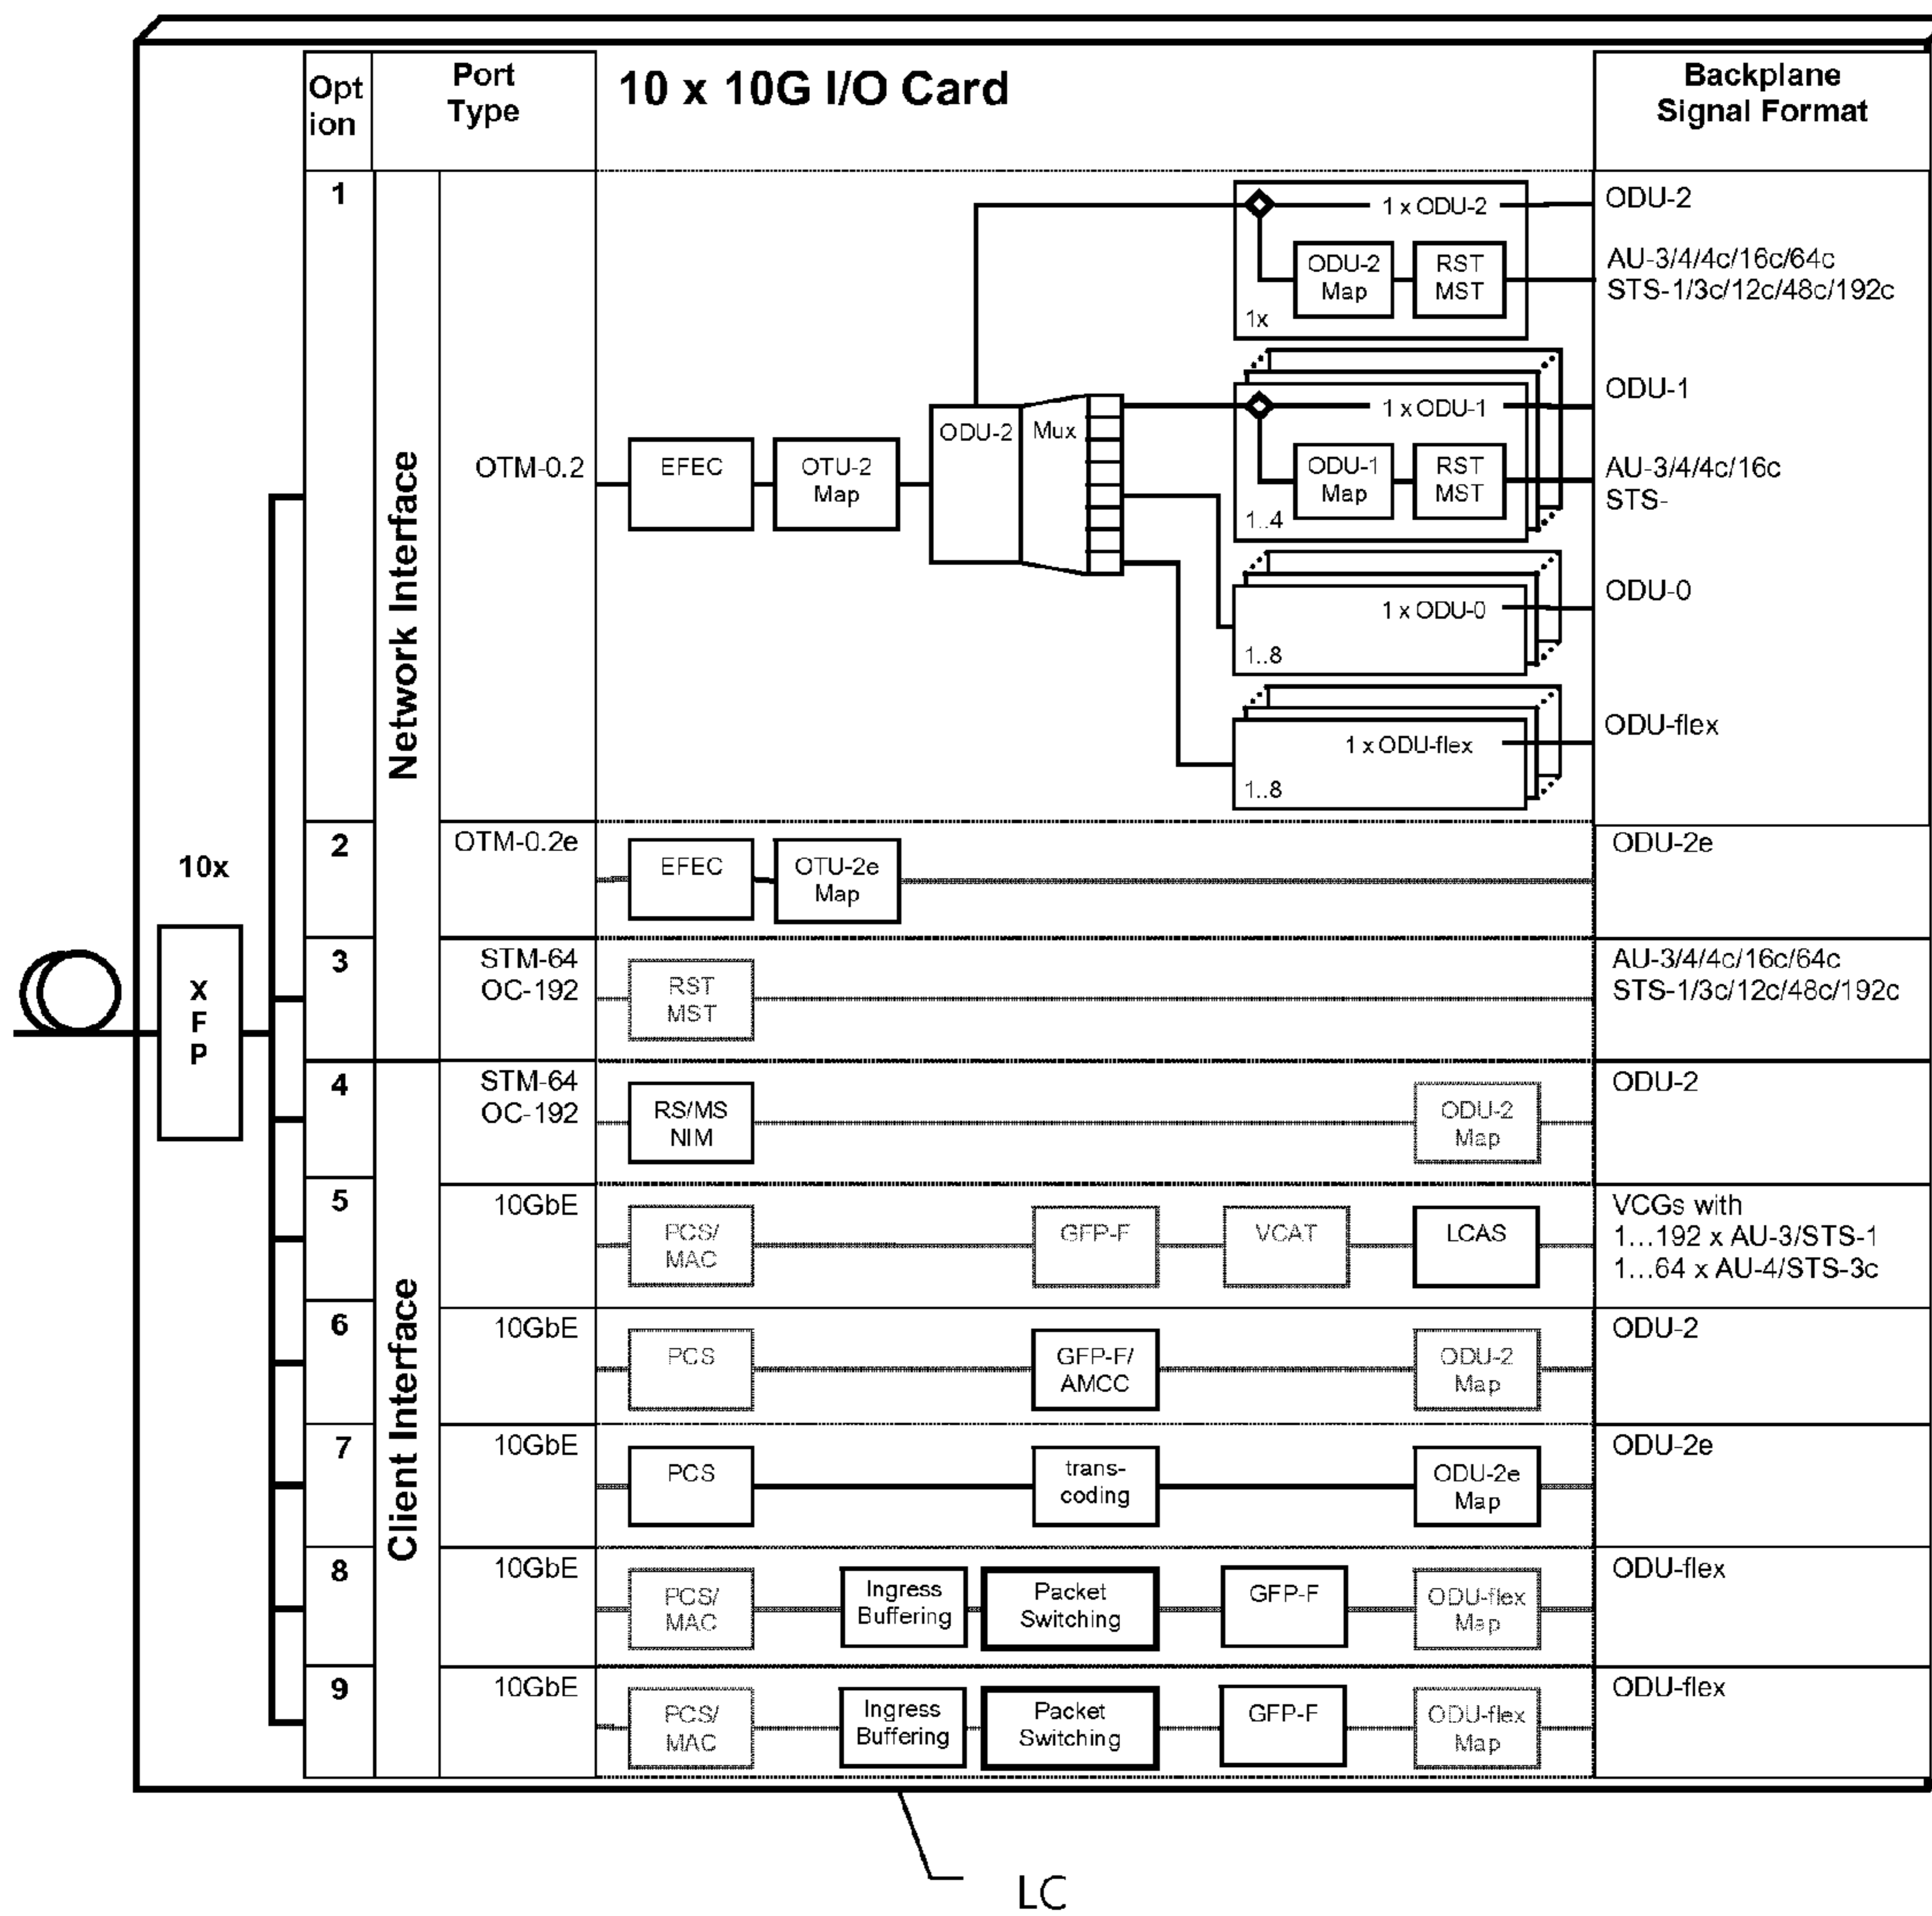 Opt
ion
Port
Type
10 x 10G I/O Card
Backplane
Signal Format
10x
X
F
P
Network Interface
Client Interface
1
OTM-0.2
EFEC
OTU-2
Map
ODU-2
Mux
1 x ODU-2
ODU-2
Map
RST
MST
1x
ODU-2
AU-3/4/4c/16c/64c
STS-1/3c/12c/48c/192c
1 x ODU-1
ODU-1
Map
RST
MST
1..4
ODU-1
AU-3/4/4c/16c
STS-
1 x ODU-0
1..8
ODU-0
1 x ODU-flex
1..8
ODU-flex
2
OTM-0.2e
EFEC
OTU-2e
Map
ODU-2e
3
STM-64
OC-192
RST
MST
AU-3/4/4c/16c/64c
STS-1/3c/12c/48c/192c
4
STM-64
OC-192
RS/MS
NIM
ODU-2
Map
ODU-2
5
10GbE
PCS/
MAC
GFP-F
VCAT
LCAS
VCGs with
1...192 x AU-3/STS-1
1...64 x AU-4/STS-3c
6
10GbE
PCS
GFP-F/
AMCC
ODU-2
Map
ODU-2
7
10GbE
PCS
trans-
coding
ODU-2e
Map
ODU-2e
8
10GbE
PCS/
MAC
Ingress
Buffering
Packet
Switching
GFP-F
ODU-flex
Map
ODU-flex
9
10GbE
PCS/
MAC
Ingress
Buffering
Packet
Switching
GFP-F
ODU-flex
Map
ODU-flex
LC